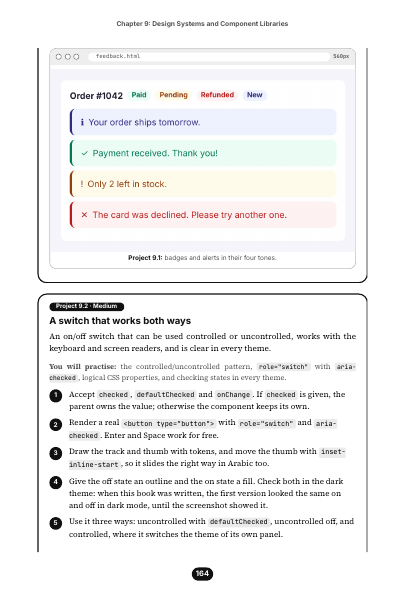 Chapter 9: Design Systems and Component Libraries
feedback.html
560px
Order #1042 Paid Pending Refunded New
i Your order ships tomorrow.
✓ Payment received. Thank you!
! Only 2 left in stock.
✕ The card was declined. Please try another one.
Project 9.1: badges and alerts in their four tones.
Project 9.2 · Medium
A switch that works both ways
An on/off switch that can be used controlled or uncontrolled, works with the
keyboard and screen readers, and is clear in every theme.
You will practise: the controlled/uncontrolled pattern, role="switch" with aria-
checked, logical CSS properties, and checking states in every theme.
1 Accept checked, defaultChecked and onChange. If checked is given, the
parent owns the value; otherwise the component keeps its own.
2 Render a real <button type="button"> with role="switch" and aria-
checked. Enter and Space work for free.
3 Draw the track and thumb with tokens, and move the thumb with inset-
inline-start, so it slides the right way in Arabic too.
4 Give the off state an outline and the on state a fill. Check both in the dark
theme: when this book was written, the first version looked the same on
and off in dark mode, until the screenshot showed it.
5 Use it three ways: uncontrolled with defaultChecked, uncontrolled off, and
controlled, where it switches the theme of its own panel.
164